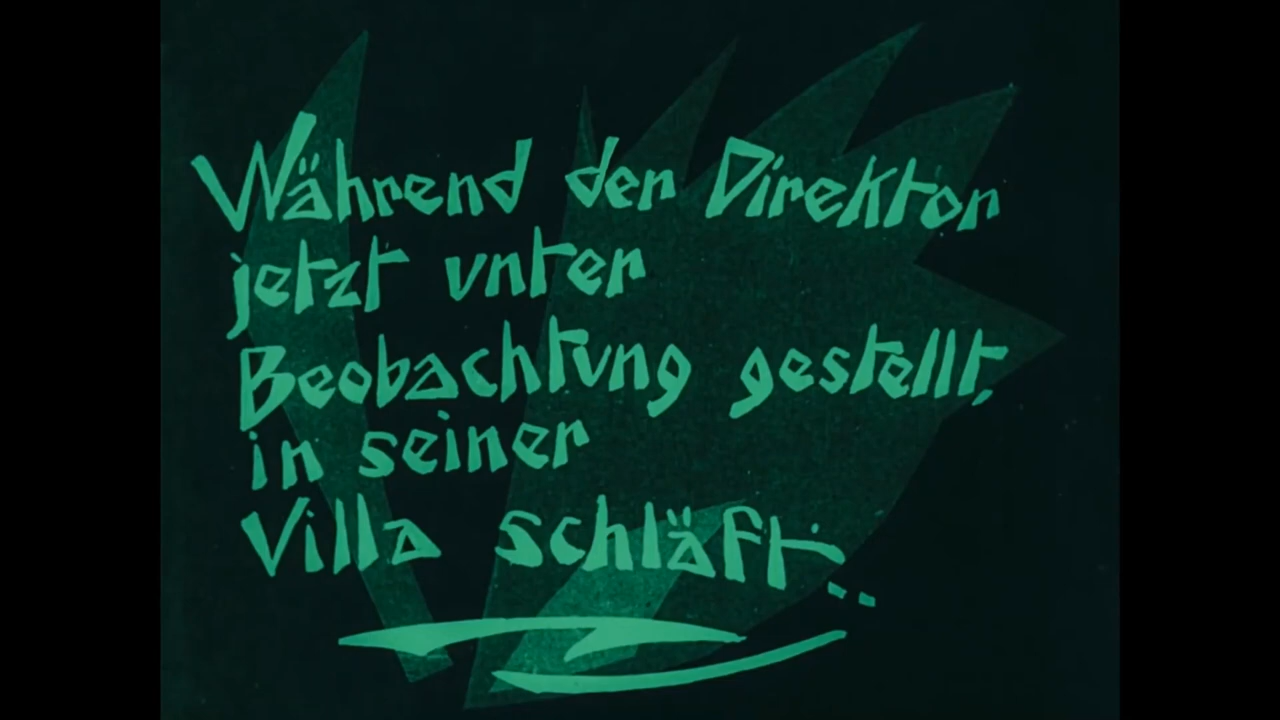 Während der Direktor
jetzt unter
Beobachtung gestellt,
in seiner
Villa schläft...